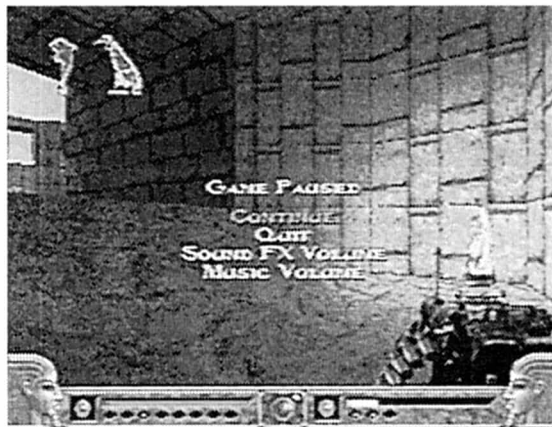 GAME PAUSED
CONTINUE
QUIT
SOUND FX VOLUME
MUSIC VOLUME